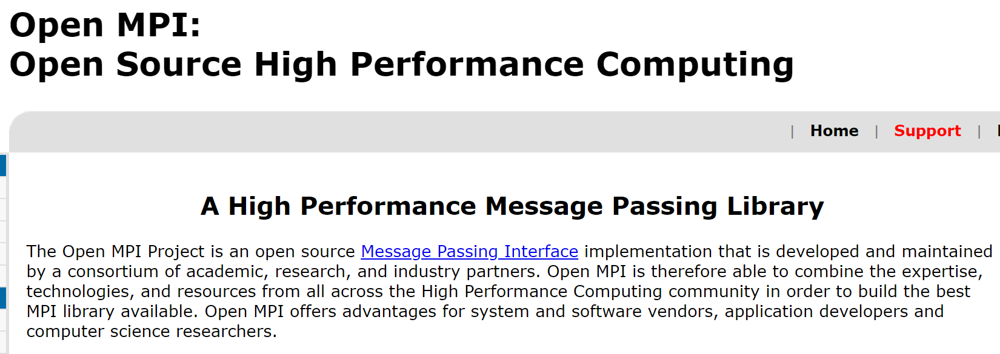 Open MPI:
Open Source High Performance Computing
| Home | Support |
A High Performance Message Passing Library
The Open MPI Project is an open source Message Passing Interface implementation that is developed and maintained
by a consortium of academic, research, and industry partners. Open MPI is therefore able to combine the expertise,
technologies, and resources from all across the High Performance Computing community in order to build the best
MPI library available. Open MPI offers advantages for system and software vendors, application developers and
computer science researchers.